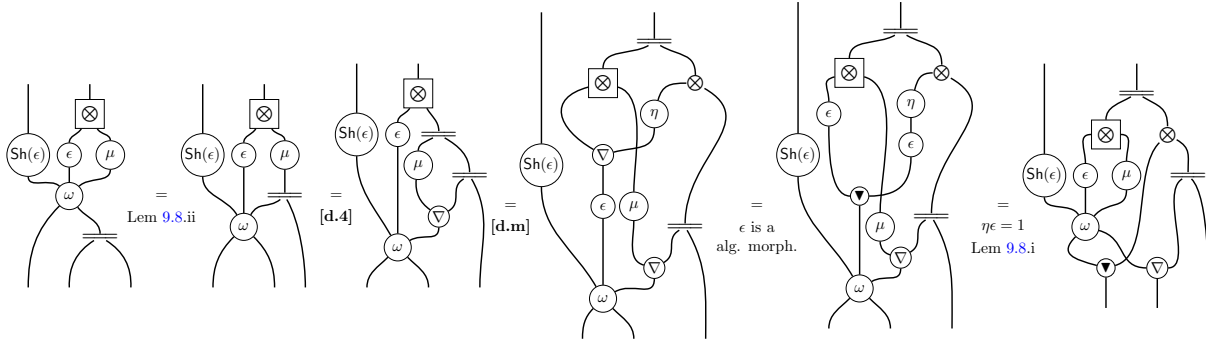 ⊗
Sh(ϵ) ϵ μ
ω
=
Lem 9.8.ii
⊗
Sh(ϵ) ϵ μ
ω
=
[d.4]
⊗
Sh(ϵ) ϵ
μ
∇
ω
=
[d.m]
⊗ ⊗
η
Sh(ϵ) ∇
ϵ μ
∇
ω
=
ϵ is a
alg. morph.
⊗ ⊗
ϵ η
Sh(ϵ) ϵ
▼
μ
∇
ω
=
ηϵ = 1
Lem 9.8.i
⊗ ⊗
Sh(ϵ) ϵ μ
ω
▼ ∇